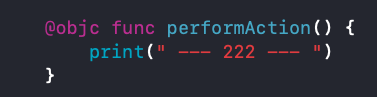 @objc func performAction() {
    print(" --- 222 --- ")
}